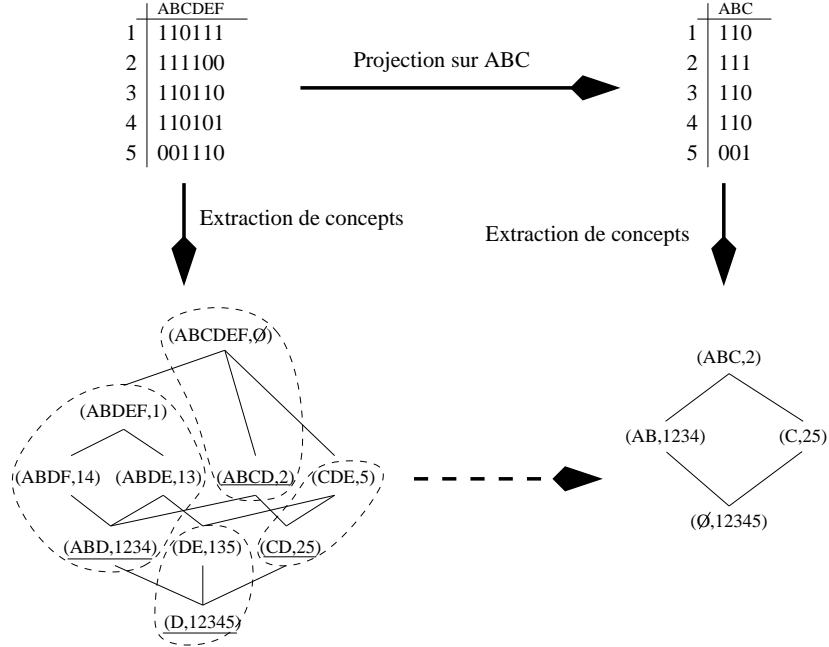 ABCDEF
1 110111
2 111100
3 110110
4 110101
5 001110
Projection sur ABC
ABC
1 110
2 111
3 110
4 110
5 001
Extraction de concepts
Extraction de concepts
(ABCDEF,Ø)
(ABDEF,1)
(ABDF,14) (ABDE,13) (ABCD,2) (CDE,5)
(ABD,1234) (DE,135) (CD,25)
(D,12345)
(ABC,2)
(AB,1234) (C,25)
(Ø,12345)